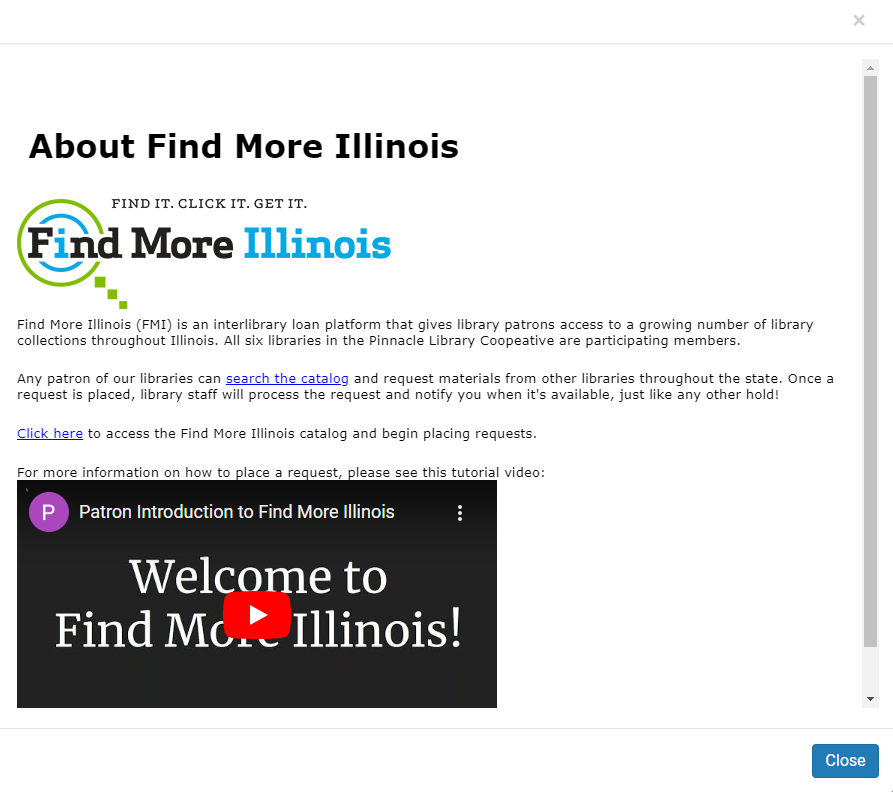 ×
About Find More Illinois
FIND IT. CLICK IT. GET IT.
Find More Illinois
Find More Illinois (FMI) is an interlibrary loan platform that gives library patrons access to a growing number of library
collections throughout Illinois. All six libraries in the Pinnacle Library Coopeative are participating members.
Any patron of our libraries can search the catalog and request materials from other libraries throughout the state. Once a
request is placed, library staff will process the request and notify you when it's available, just like any other hold!
Click here to access the Find More Illinois catalog and begin placing requests.
For more information on how to place a request, please see this tutorial video:
P Patron Introduction to Find More Illinois
Welcome to
Find More Illinois!
Close